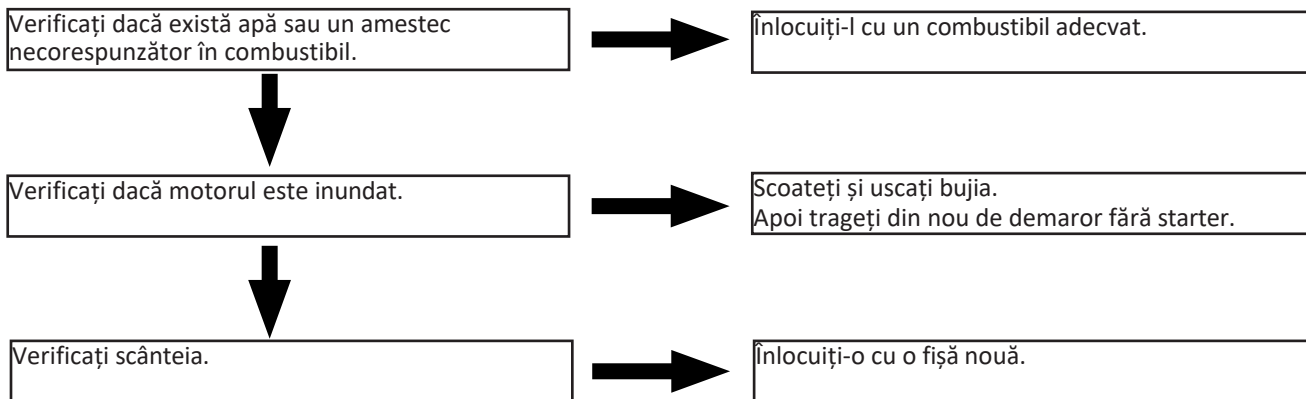 Verificați dacă există apă sau un amestec
necorespunzător în combustibil.
Înlocuiți-l cu un combustibil adecvat.
Verificați dacă motorul este inundat.
Scoateți și uscați bujia.
Apoi trageți din nou de demaror fără starter.
Verificați scânteia.
Înlocuiți-o cu o fișă nouă.